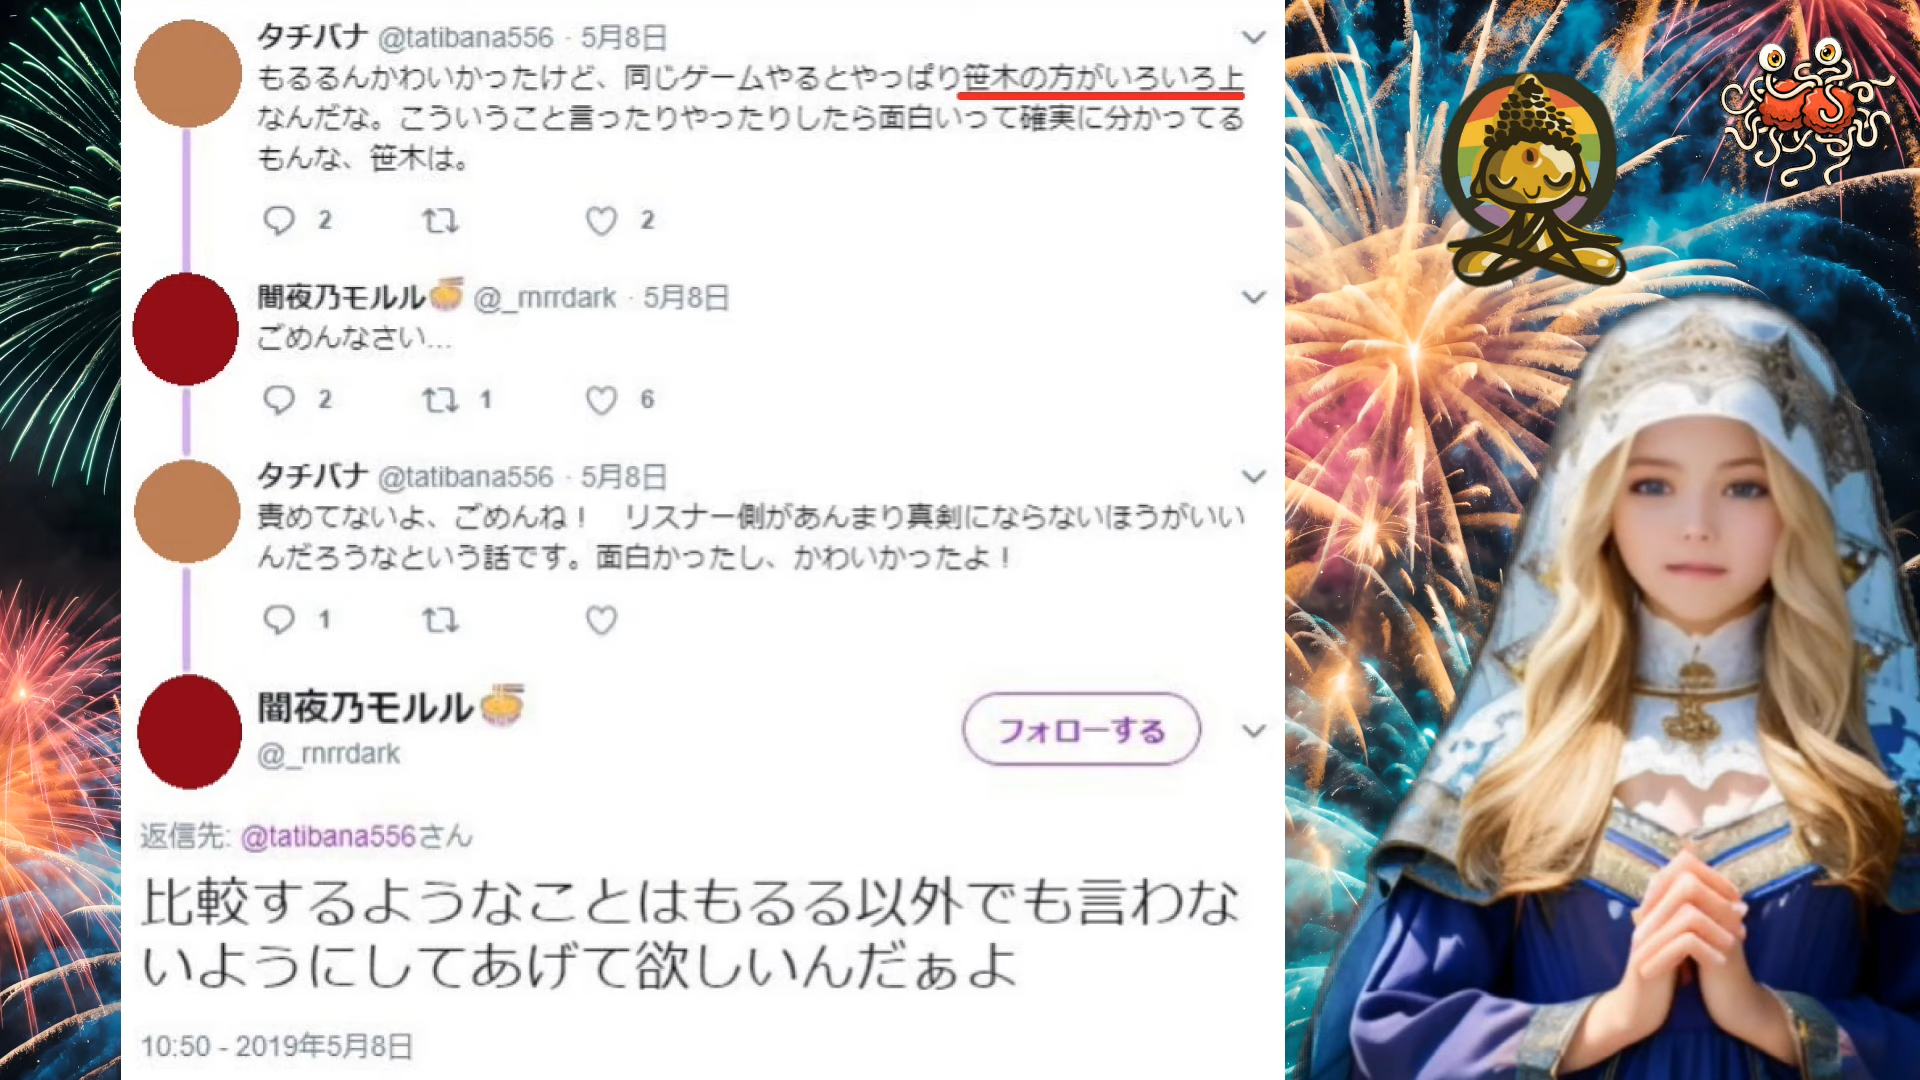 タチバナ @tatibana556 · 5月8日
もるるんかわいかったけど、同じゲームやるとやっぱり笹木の方がいろいろ上
なんだな。こういうこと言ったりやったりしたら面白いって確実に分かってる
もんな、笹木は。
2 2
闇夜乃モルル🍜 @_rnrrdark · 5月8日
ごめんなさい...
2 1 6
タチバナ @tatibana556 · 5月8日
責めてないよ、ごめんね！　リスナー側があんまり真剣にならないほうがいい
んだろうなという話です。面白かったし、かわいかったよ！
1
闇夜乃モルル🍜
@_rnrrdark
フォローする
返信先: @tatibana556さん
比較するようなことはもるる以外でも言わな
いようにしてあげて欲しいんだぁよ
10:50 - 2019年5月8日